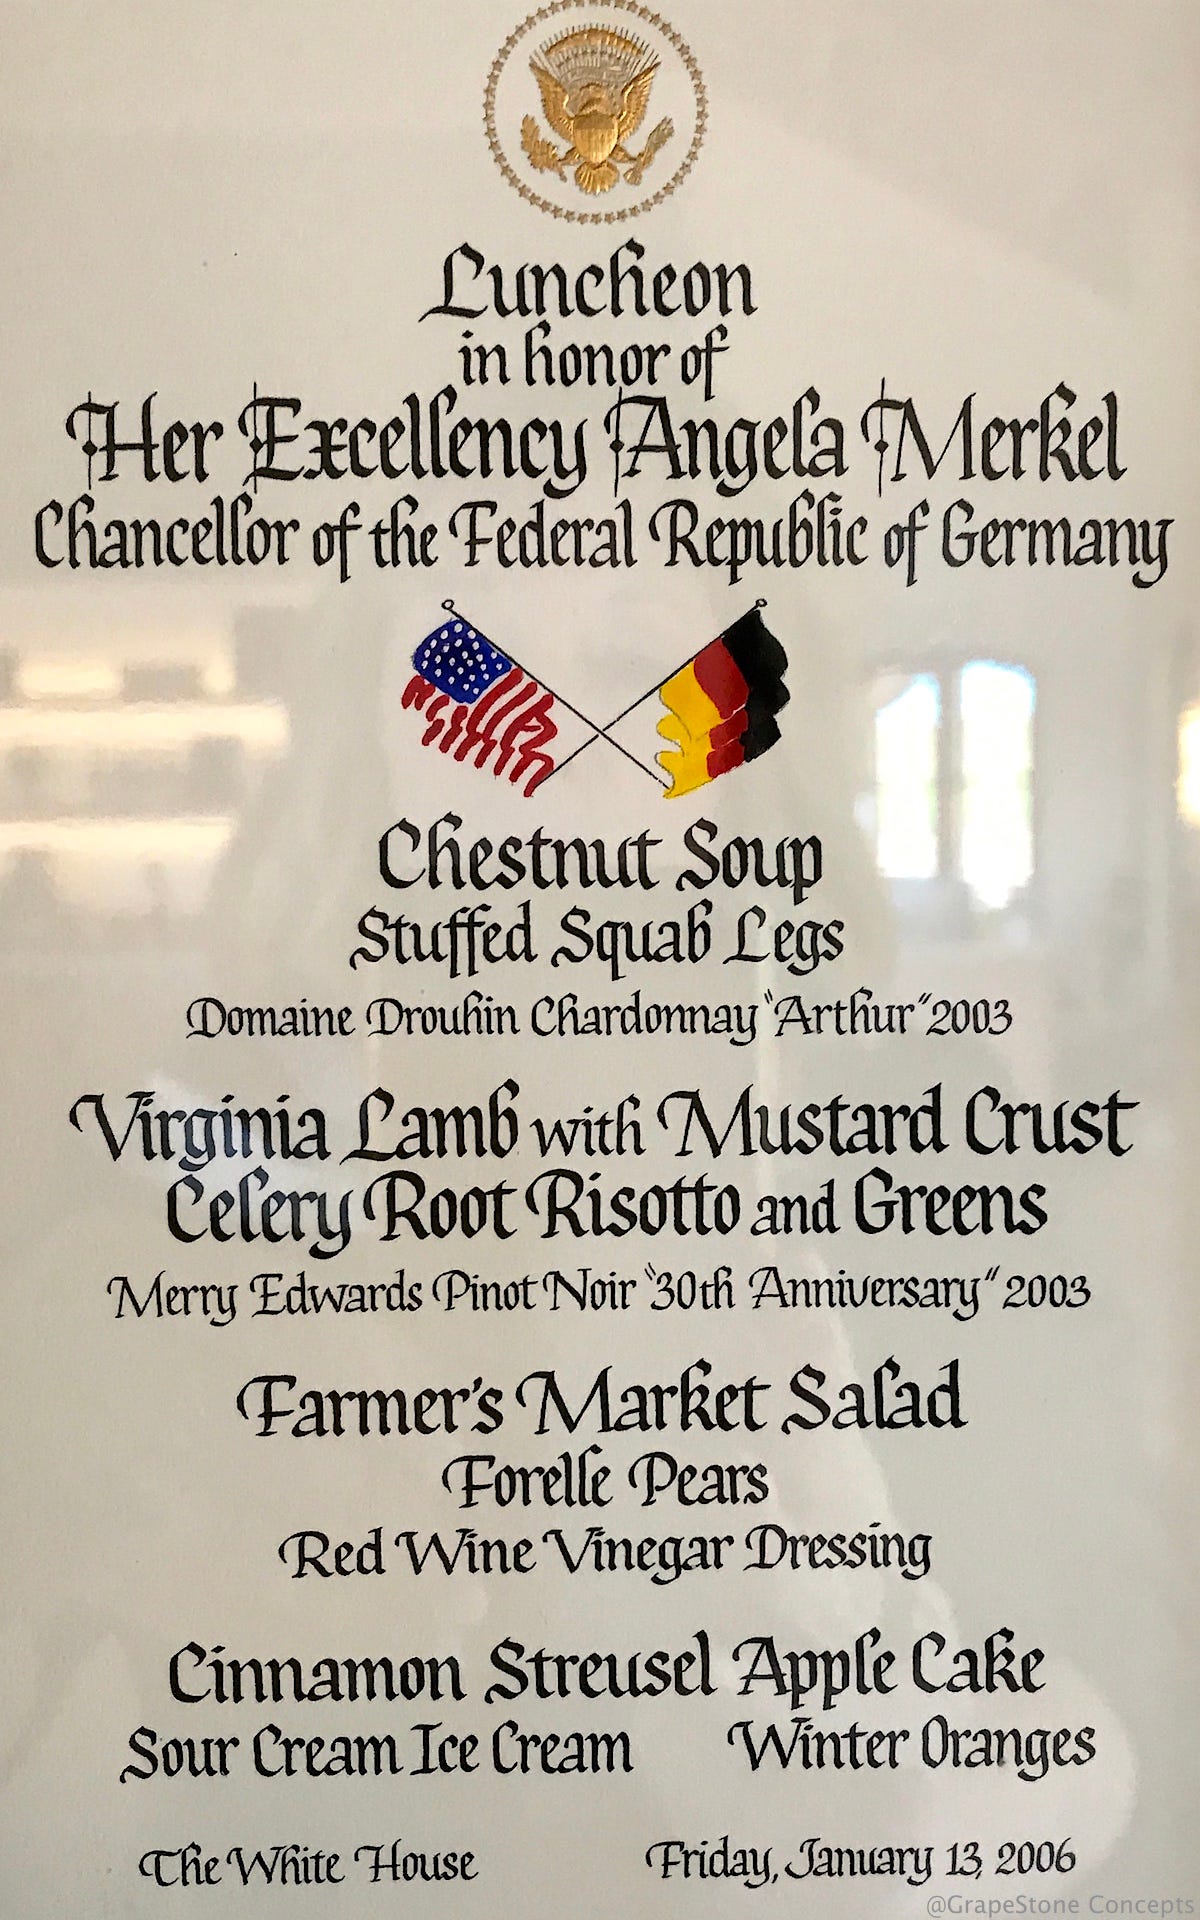 Luncheon
in honor of
Her Excellency Angela Merkel
Chancellor of the Federal Republic of Germany
Chestnut Soup
Stuffed Squab Legs
Domaine Drouhin Chardonnay "Arthur" 2003
Virginia Lamb with Mustard Crust
Celery Root Risotto and Greens
Merry Edwards Pinot Noir "30th Anniversary" 2003
Farmer's Market Salad
Forelle Pears
Red Wine Vinegar Dressing
Cinnamon Streusel Apple Cake
Sour Cream Ice Cream Winter Oranges
The White House Friday, January 13, 2006
@GrapeStone Concepts